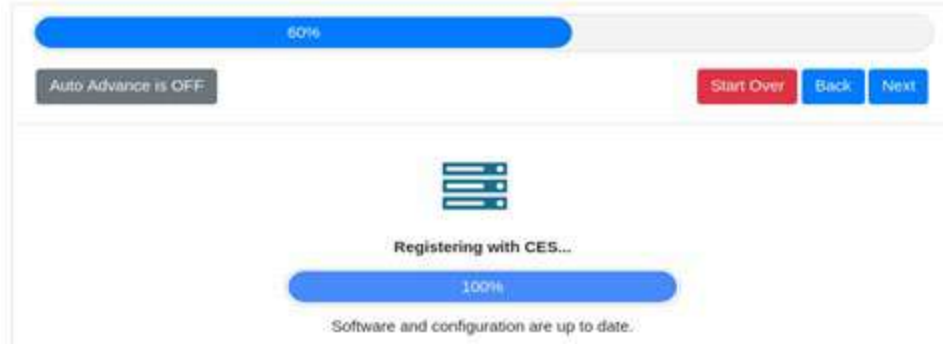 60%
Auto Advance is OFF Start Over Back Next
Registering with CES...
100%
Software and configuration are up to date.